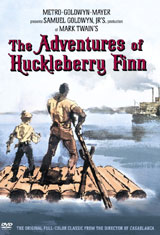 METRO-GOLDWYN-MAYER
presents SAMUEL GOLDWYN, JR'S, production
of MARK TWAIN'S
The Adventures of
Huckleberry Finn
DVD
THE ORIGINAL FULL-COLOR CLASSIC FROM THE DIRECTOR OF CASABLANCA